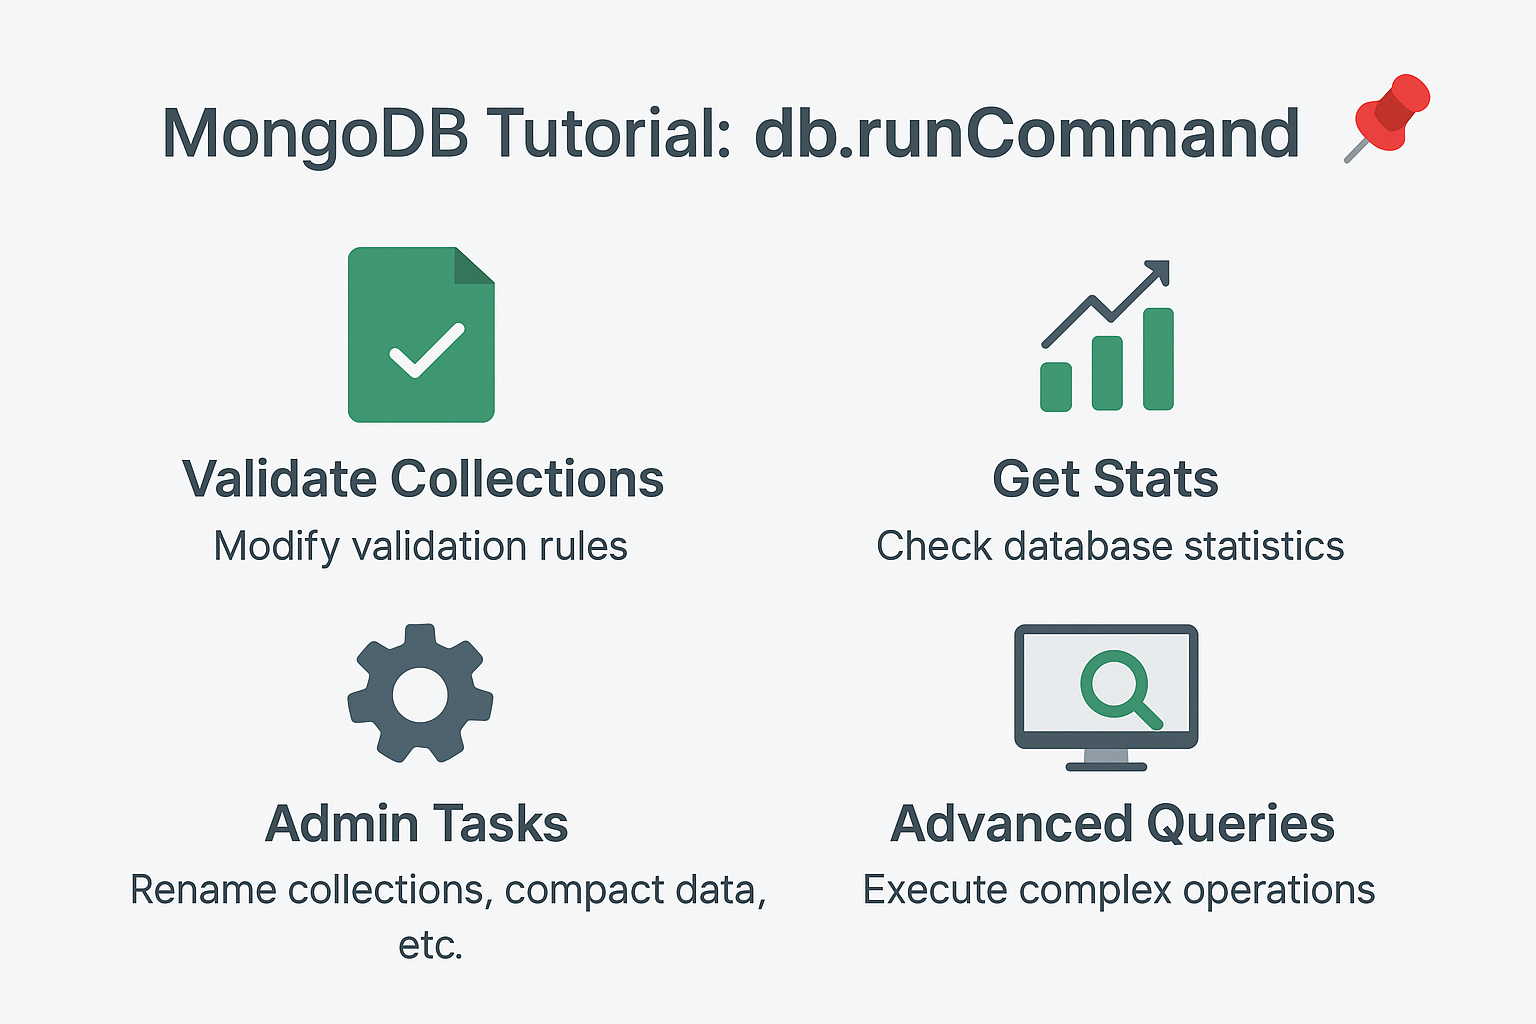 MongoDB Tutorial: db.runCommand
Validate Collections
Modify validation rules
Get Stats
Check database statistics
Admin Tasks
Rename collections, compact data,
etc.
Advanced Queries
Execute complex operations